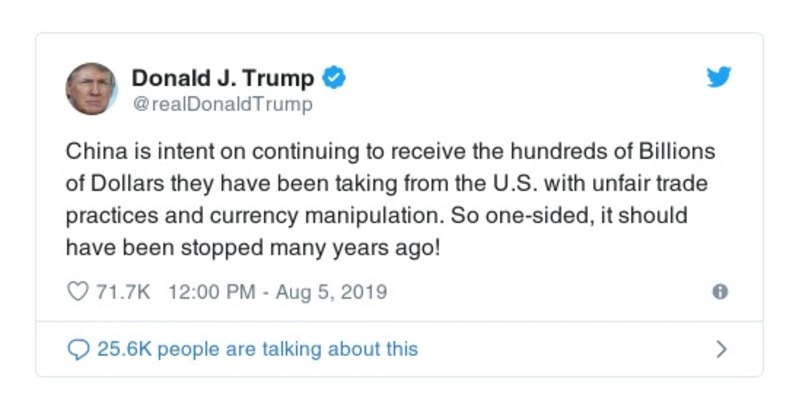 Donald J. Trump
@realDonaldTrump
China is intent on continuing to receive the hundreds of Billions
of Dollars they have been taking from the U.S. with unfair trade
practices and currency manipulation. So one-sided, it should
have been stopped many years ago!
71.7K 12:00 PM - Aug 5, 2019
25.6K people are talking about this